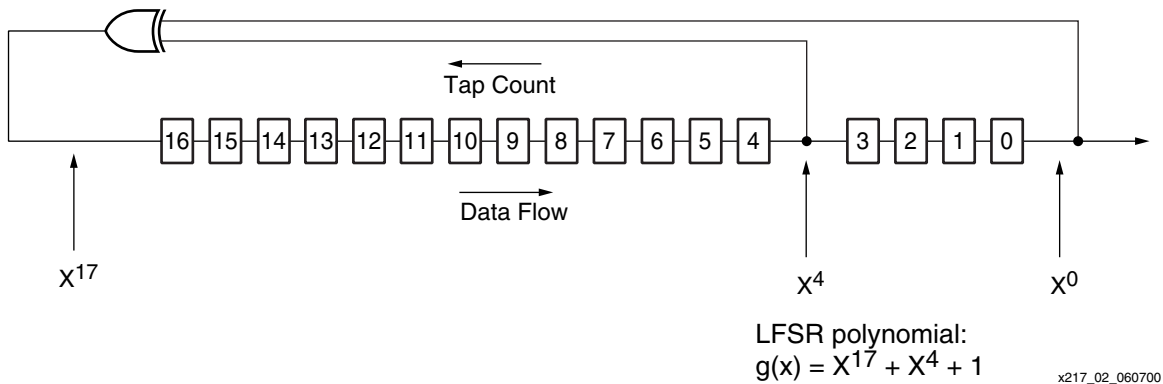 Tap Count
16 15 14 13 12 11 10 9 8 7 6 5 4 3 2 1 0
Data Flow
X17 X4 X0
LFSR polynomial:
g(x) = X17 + X4 + 1
x217_02_060700